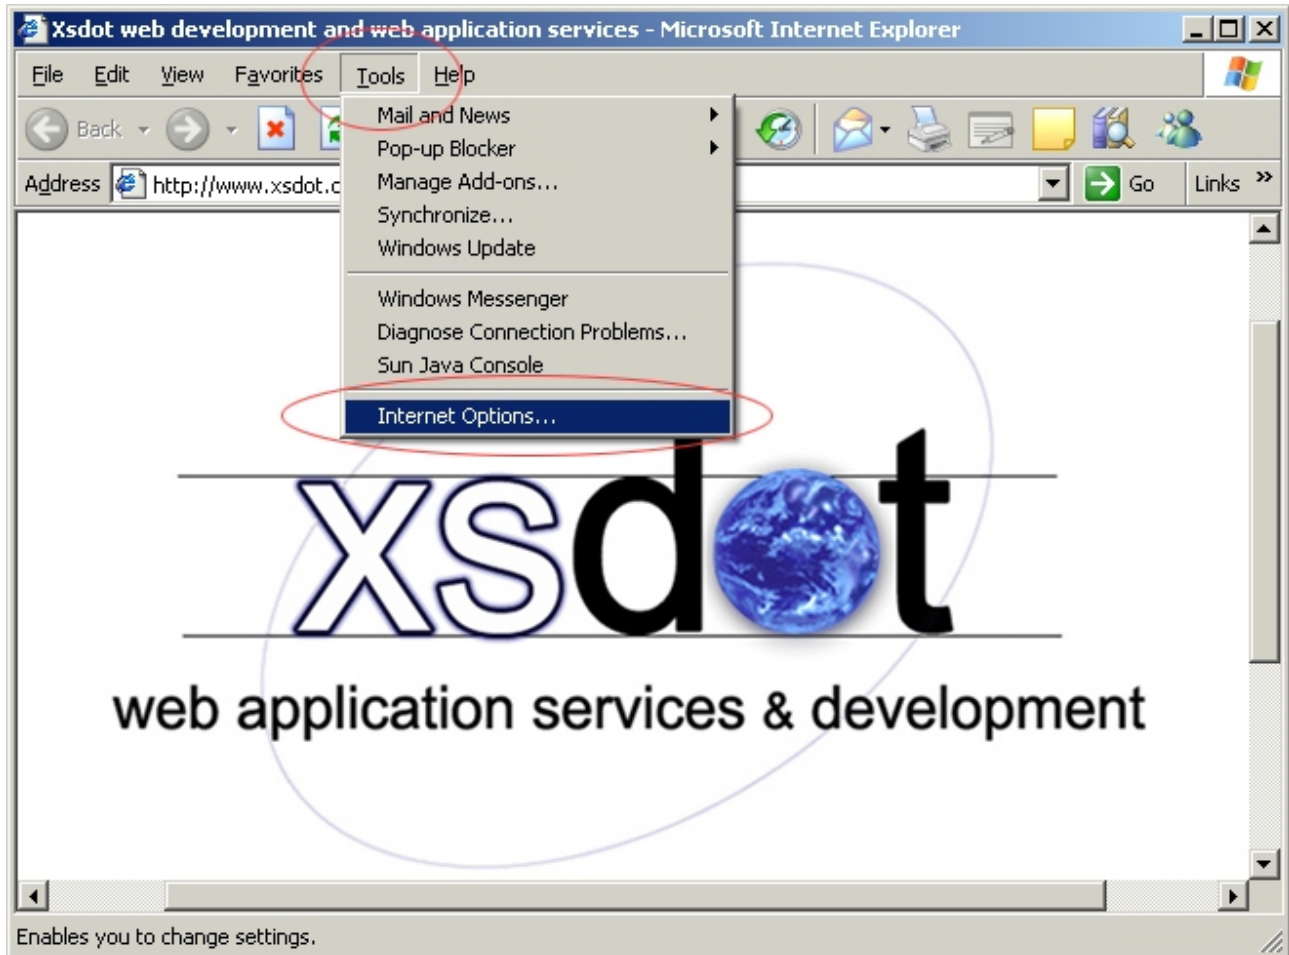 Xsdot web development and web application services - Microsoft Internet Explorer
File Edit View Favorites Tools Help
Back
Address http://www.xsdot.c Go Links »
Mail and News
Pop-up Blocker
Manage Add-ons...
Synchronize...
Windows Update
Windows Messenger
Diagnose Connection Problems...
Sun Java Console
Internet Options...
xsdot
web application services & development
Enables you to change settings.